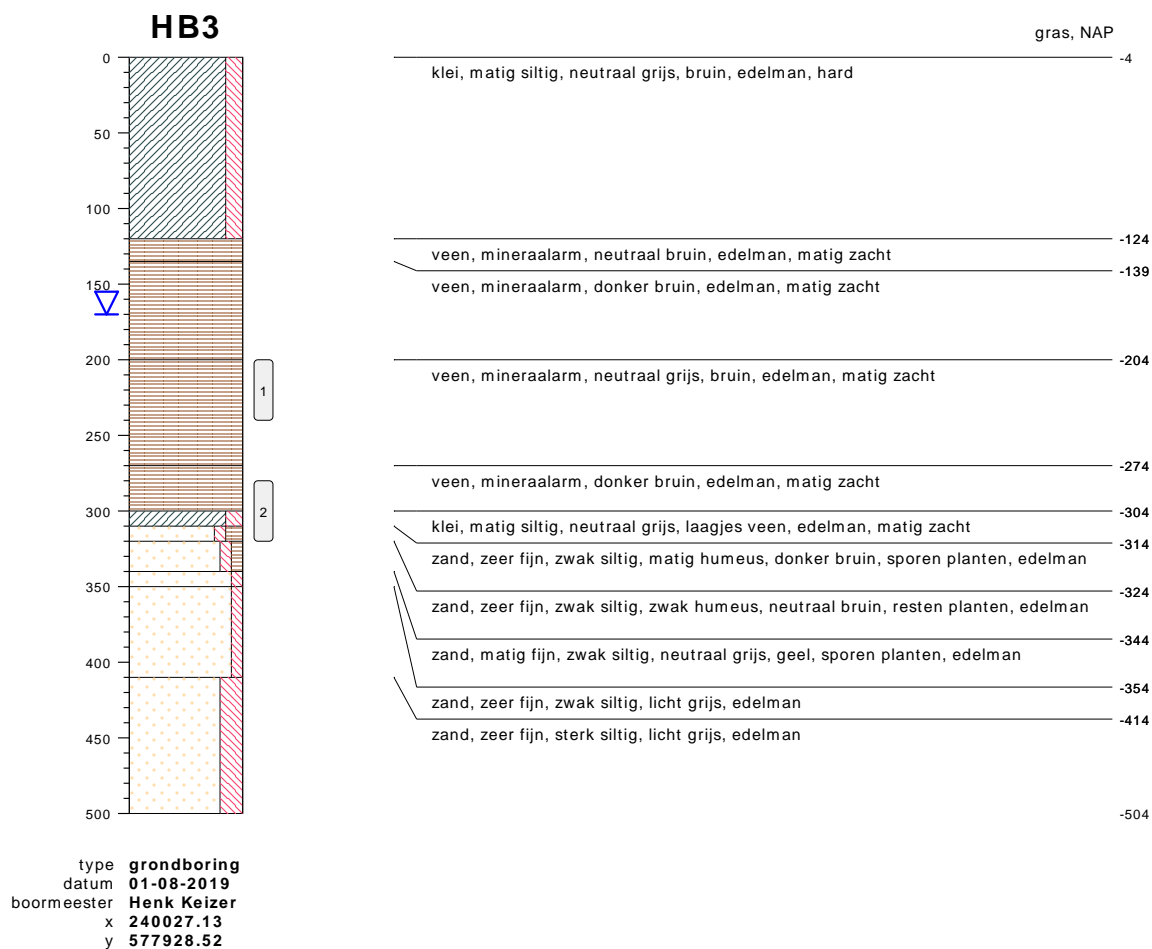 HB3
gras, NAP
0 -4
klei, matig siltig, neutraal grijs, bruin, edelman, hard
50
100
-124
veen, mineraalarm, neutraal bruin, edelman, matig zacht
-139
150
veen, mineraalarm, donker bruin, edelman, matig zacht
200 -204
veen, mineraalarm, neutraal grijs, bruin, edelman, matig zacht
1
250
-274
veen, mineraalarm, donker bruin, edelman, matig zacht
300 -304
2
klei, matig siltig, neutraal grijs, laagjes veen, edelman, matig zacht
-314
zand, zeer fijn, zwak siltig, matig humeus, donker bruin, sporen planten, edelman
350
-324
zand, zeer fijn, zwak siltig, zwak humeus, neutraal bruin, resten planten, edelman
-344
zand, matig fijn, zwak siltig, neutraal grijs, geel, sporen planten, edelman
400
-354
zand, zeer fijn, zwak siltig, licht grijs, edelman
-414
zand, zeer fijn, sterk siltig, licht grijs, edelman
450
500 -504
type grondboring
datum 01-08-2019
boormeester Henk Keizer
x 240027.13
y 577928.52